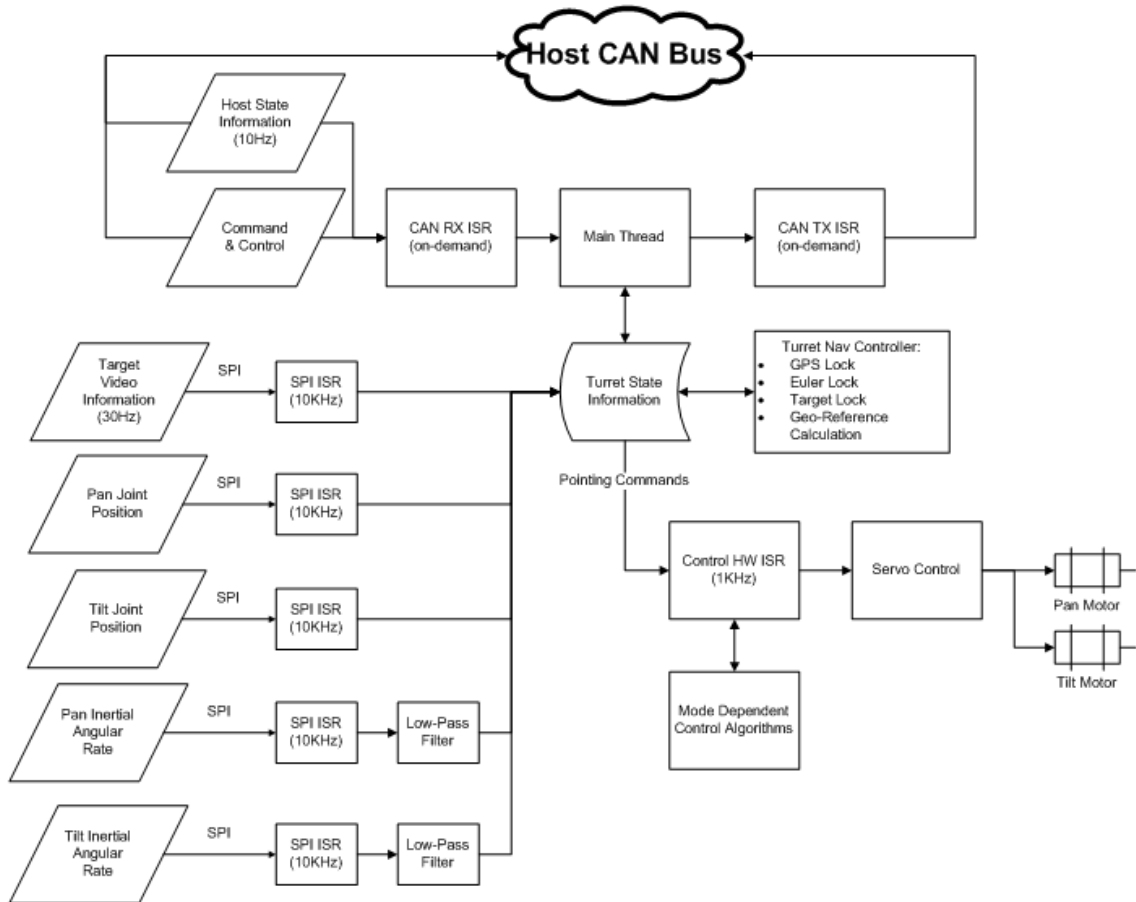 Host CAN Bus
Host State
Information
(10Hz)
Command
& Control
CAN RX ISR
(on-demand)
Main Thread
CAN TX ISR
(on-demand)
Target
Video
Information
(30Hz)
SPI
SPI ISR
(10KHz)
Turret State
Information
Turret Nav Controller:
• GPS Lock
• Euler Lock
• Target Lock
• Geo-Reference
Calculation
Pan Joint
Position
SPI
SPI ISR
(10KHz)
Pointing Commands
Control HW ISR
(1KHz)
Servo Control
Pan Motor
Tilt Motor
Tilt Joint
Position
SPI
SPI ISR
(10KHz)
Mode Dependent
Control Algorithms
Pan Inertial
Angular
Rate
SPI
SPI ISR
(10KHz)
Low-Pass
Filter
Tilt Inertial
Angular
Rate
SPI
SPI ISR
(10KHz)
Low-Pass
Filter